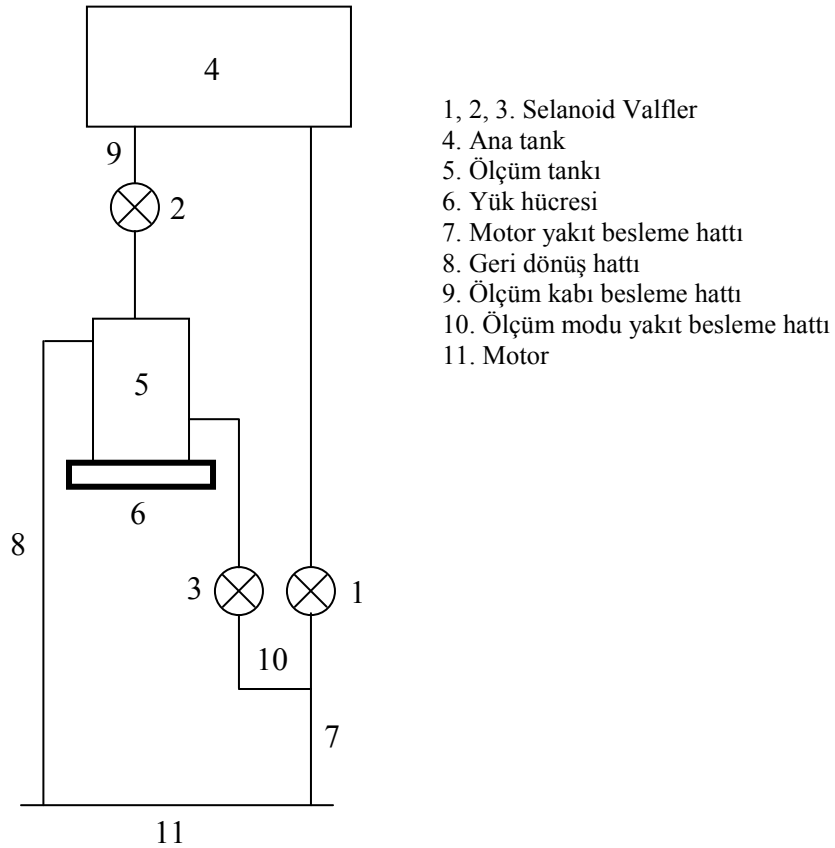 4
9
2
5
6
8
3
1
10
7
11
1, 2, 3. Selanoid Valfler
4. Ana tank
5. Ölçüm tankı
6. Yük hücresi
7. Motor yakıt besleme hattı
8. Geri dönüş hattı
9. Ölçüm kabı besleme hattı
10. Ölçüm modu yakıt besleme hattı
11. Motor